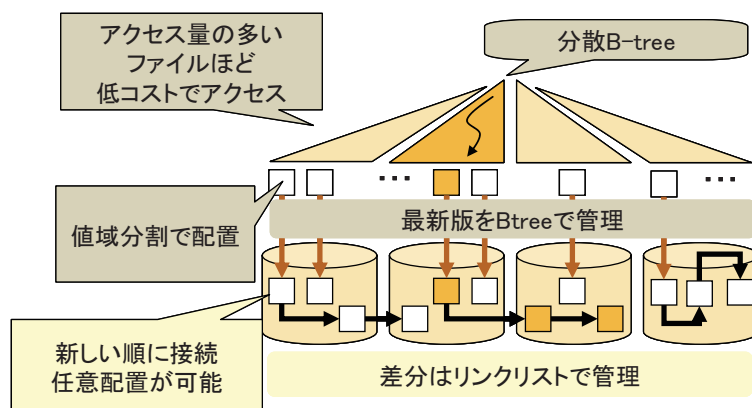 アクセス量の多い
ファイルほど
低コストでアクセス
分散B-tree
...
...
値域分割で配置
最新版をBtreeで管理
新しい順に接続
任意配置が可能
差分はリンクリストで管理